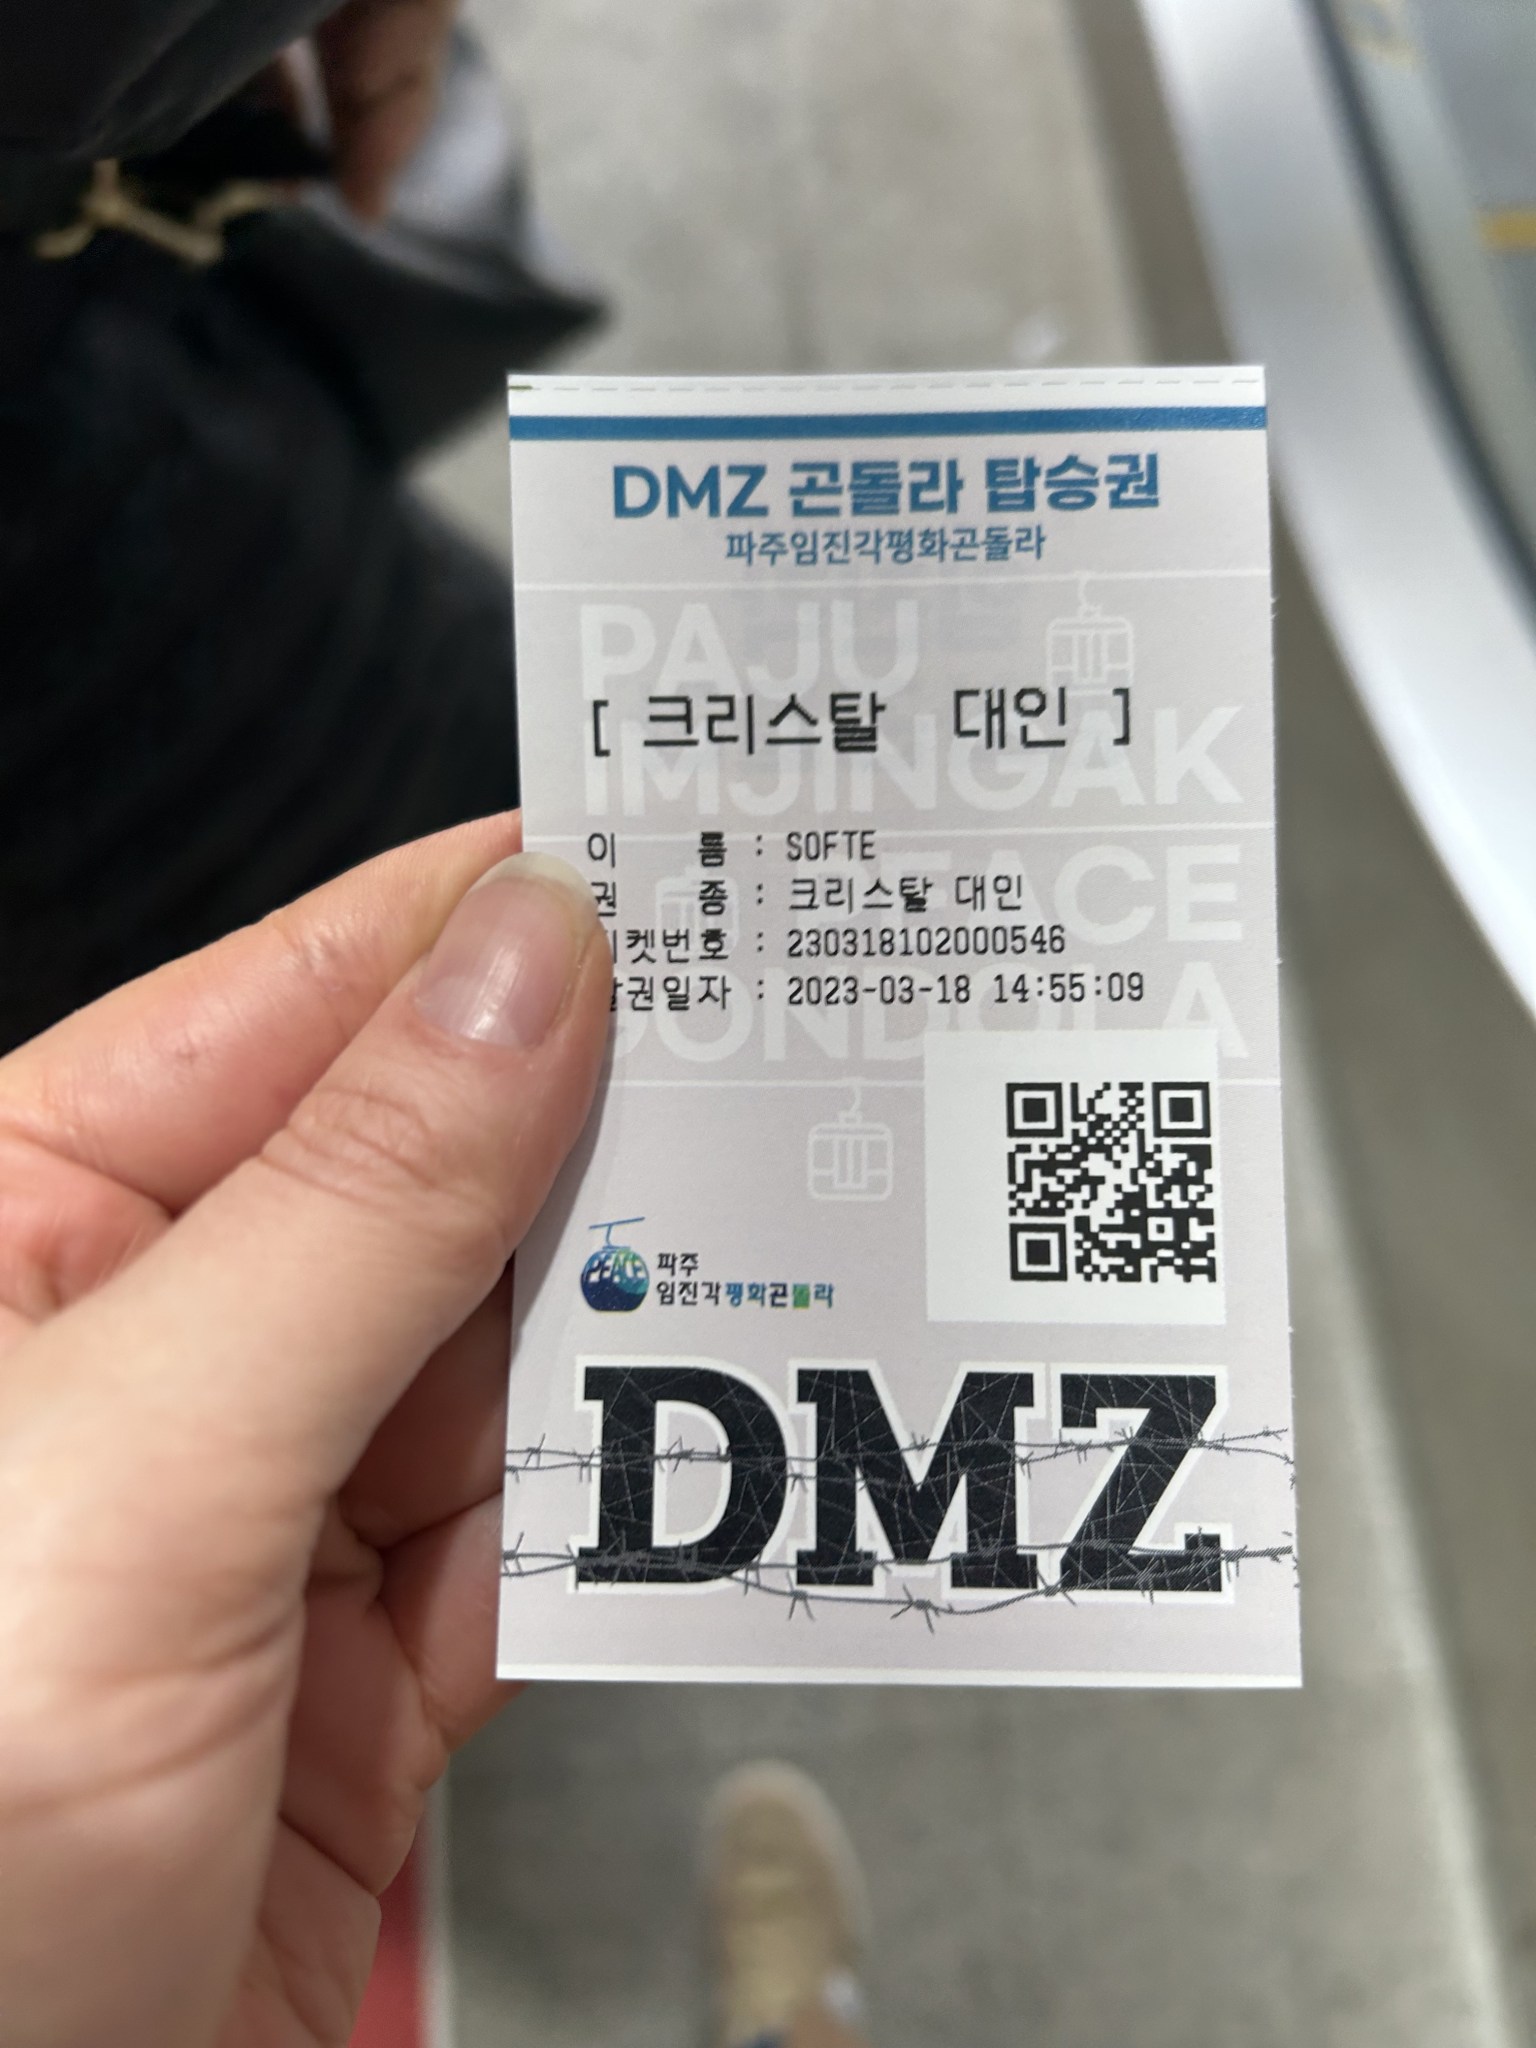 DMZ 곤돌라 탑승권
파주임진각평화곤돌라
PAJU
[ 크리스탈 대인 ]
IMJINGAK
이 름 : SOFTE
PEACE
권 종 : 크리스탈 대인
티켓번호 : 230318102000546
발권일자 : 2023-03-18 14:55:09
GONDOLA
PEACE
파주
임진각평화곤돌라
DMZ